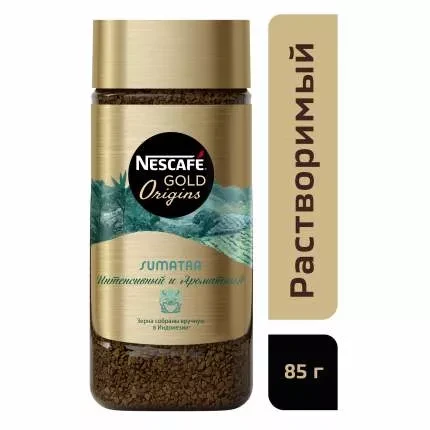 NESCAFÉ
GOLD
Origins
SUMATRA
Интенсивный и Ароматный
Зерна собраны вручную
в Индонезии
Растворимый
85 г